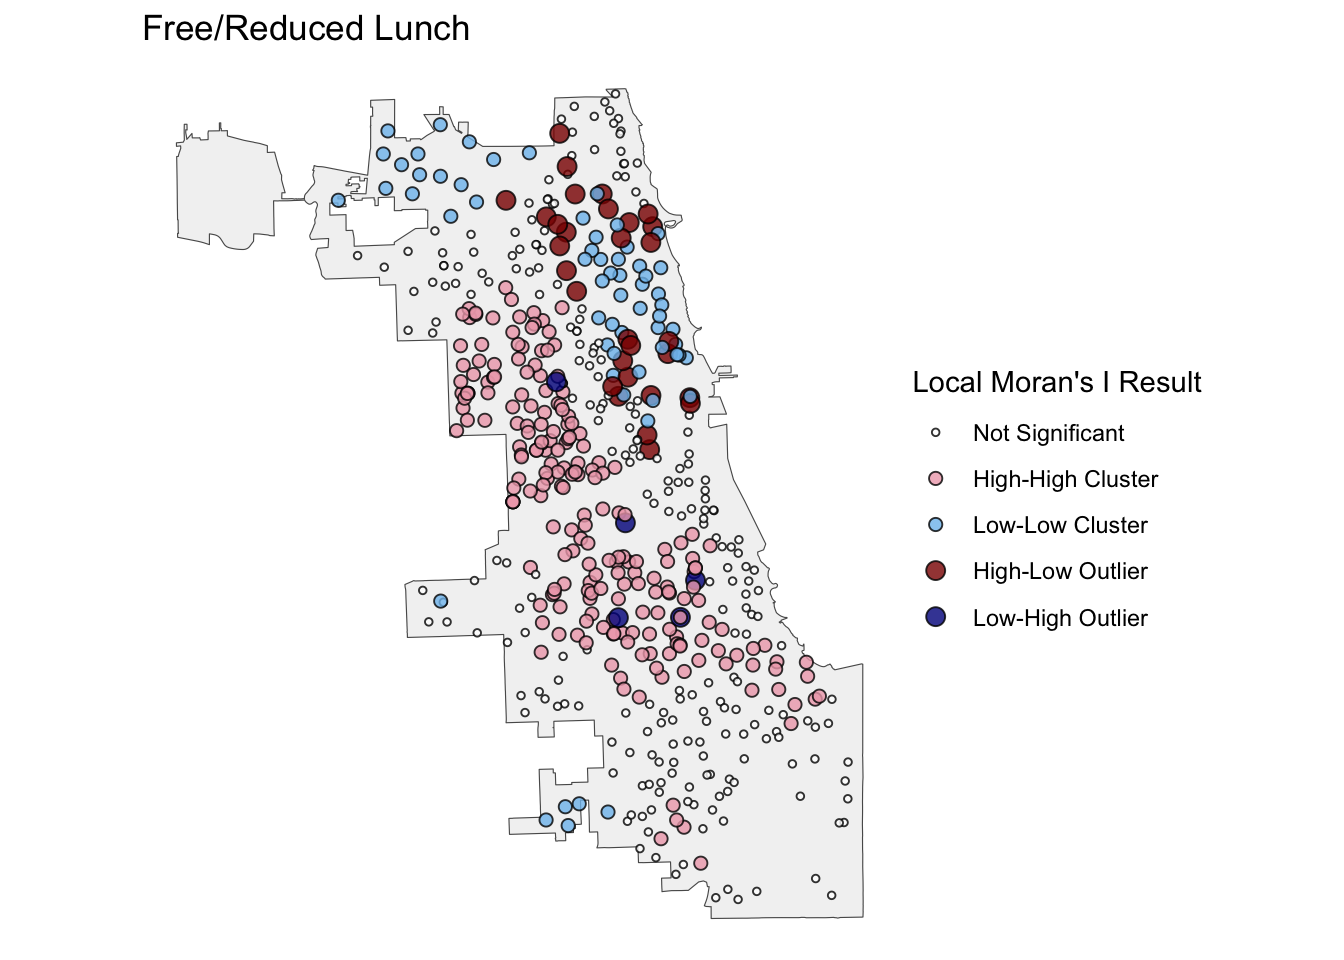 Free/Reduced Lunch
Local Moran's I Result
Not Significant
High-High Cluster
Low-Low Cluster
High-Low Outlier
Low-High Outlier